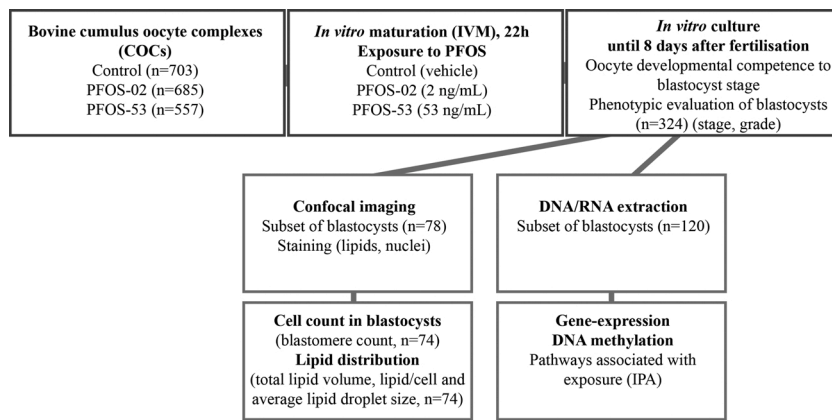 Bovine cumulus oocyte complexes
(COCs)
Control (n=703)
PFOS-02 (n=685)
PFOS-53 (n=557)
In vitro maturation (IVM), 22h
Exposure to PFOS
Control (vehicle)
PFOS-02 (2 ng/mL)
PFOS-53 (53 ng/mL)
In vitro culture
until 8 days after fertilisation
Oocyte developmental competence to
blastocyst stage
Phenotypic evaluation of blastocysts
(n=324) (stage, grade)
Confocal imaging
Subset of blastocysts (n=78)
Staining (lipids, nuclei)
DNA/RNA extraction
Subset of blastocysts (n=120)
Cell count in blastocysts
(blastomere count, n=74)
Lipid distribution
(total lipid volume, lipid/cell and
average lipid droplet size, n=74)
Gene-expression
DNA methylation
Pathways associated with
exposure (IPA)